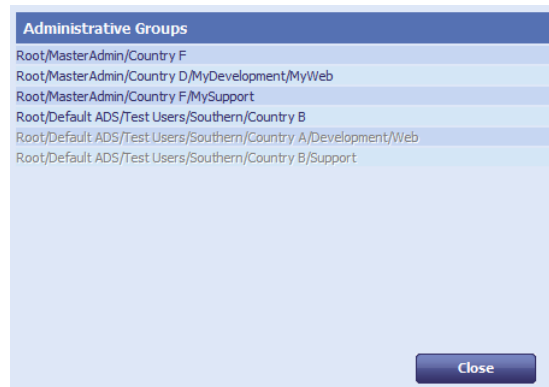 Administrative Groups
Root/MasterAdmin/Country F
Root/MasterAdmin/Country D/MyDevelopment/MyWeb
Root/MasterAdmin/Country F/MySupport
Root/Default ADS/Test Users/Southern/Country B
Root/Default ADS/Test Users/Southern/Country A/Development/Web
Root/Default ADS/Test Users/Southern/Country B/Support
Close